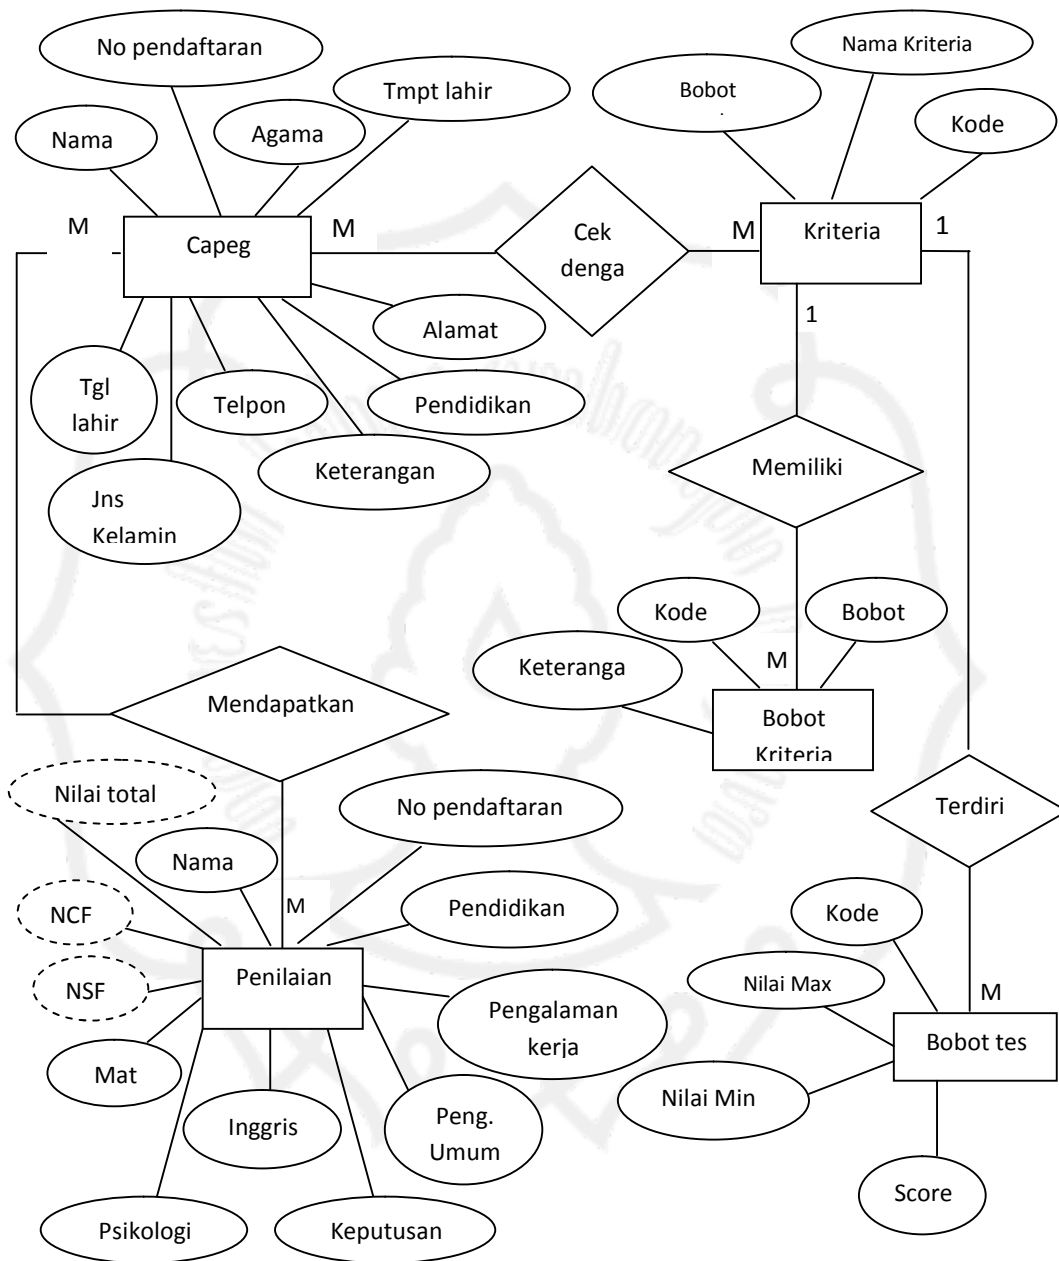 No pendaftaran
Nama Kriteria
Tmpt lahir
Bobot
Kode
Nama
Agama
M
Capeg
M
Cek
denga
M
Kriteria
1
Alamat
1
Tgl
lahir
Telpon
Pendidikan
Keterangan
Jns
Kelamin
Memiliki
Kode
Bobot
Keteranga
M
Mendapatkan
Bobot
Kriteria
Nilai total
No pendaftaran
Terdiri
Nama
M
Pendidikan
NCF
Kode
Penilaian
Nilai Max
M
NSF
Pengalaman
kerja
Bobot tes
Mat
Nilai Min
Inggris
Peng.
Umum
Score
Psikologi
Keputusan